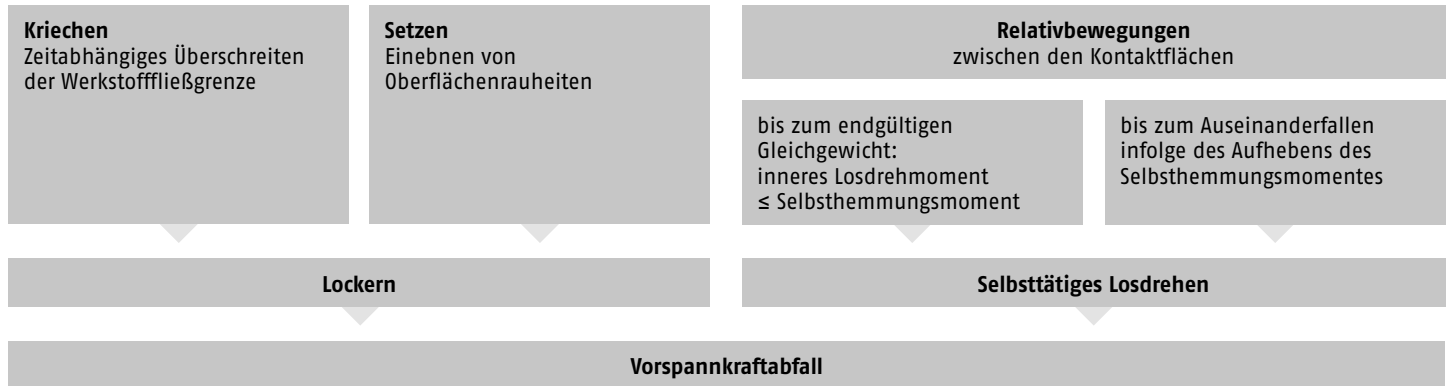 Kriechen
Zeitabhängiges Überschreiten
der Werkstofffließgrenze
Setzen
Einebnen von
Oberflächenrauheiten
Relativbewegungen
zwischen den Kontaktflächen
bis zum endgültigen
Gleichgewicht:
inneres Losdrehmoment
≤ Selbsthemmungsmoment
bis zum Auseinanderfallen
infolge des Aufhebens des
Selbsthemmungsmomentes
Lockern
Selbsttätiges Losdrehen
Vorspannkraftabfall